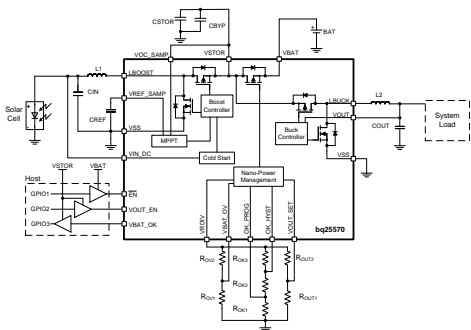 CSTOR
CBYP
BAT
VOC_SAMP
VSTOR
VBAT
L1
LBOOST
Solar
Cell
CIN
VREF_SAMP
CREF
Boost
Controller
VSS
MPPT
VIN_DC
Cold Start
LBUCK
L2
VOUT
Buck
Controller
COUT
System
Load
VSS
Host
VSTOR
VBAT
GPIO1
EN
GPIO2
VOUT_EN
GPIO3
VBAT_OK
Nano-Power
Management
VRDIV
VBAT_OV
OK_PROG
OK_HYST
VOUT_SET
bq25570
ROV2
ROK3
ROUT2
ROK2
ROV1
ROK1
ROUT1